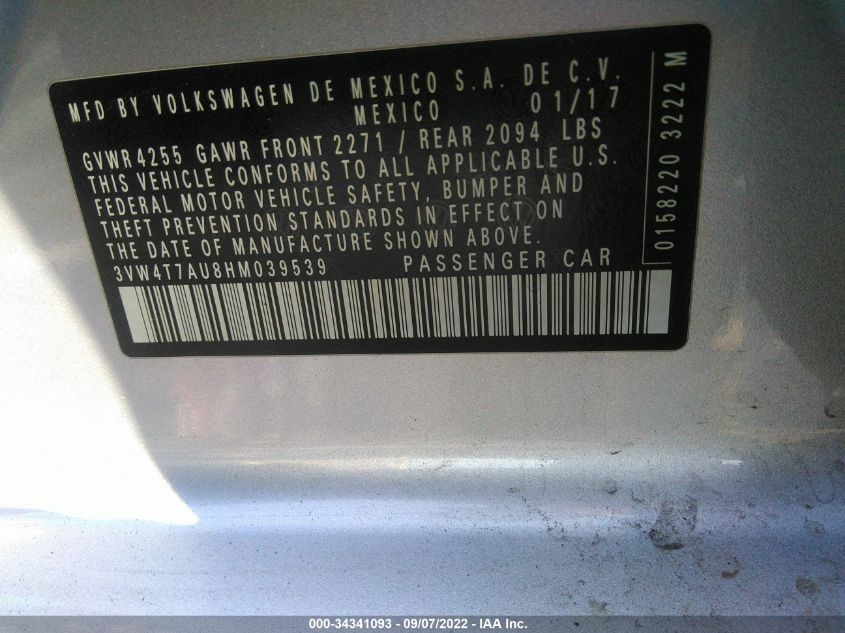 MFD BY VOLKSWAGEN DE MEXICO S.A. DE C.V.
MEXICO 01/17
GVWR 4255 GAWR FRONT 2271 / REAR 2094 LBS
THIS VEHICLE CONFORMS TO ALL APPLICABLE U.S.
FEDERAL MOTOR VEHICLE SAFETY, BUMPER AND
THEFT PREVENTION STANDARDS IN EFFECT ON
THE DATE OF MANUFACTURE SHOWN ABOVE.
3VW4T7AU8HM039539 PASSENGER CAR
0158220 3222 M
000-34341093 - 09/07/2022 - IAA Inc.